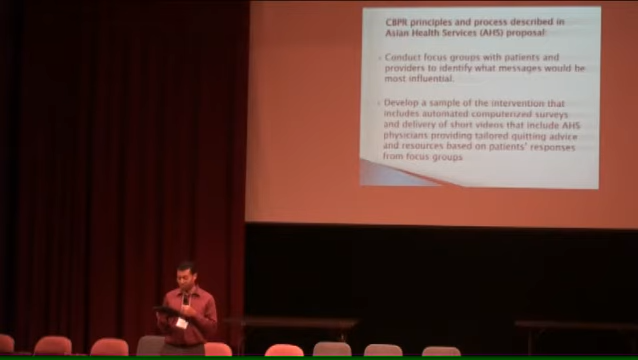 CBPR principles and process described in
Asian Health Services (AHS) proposal:
Conduct focus groups with patients and
providers to identify what messages would be
most influential.
Develop a sample of the intervention that
includes automated computerized surveys
and delivery of short videos that include AHS
physicians providing tailored quitting advice
and resources based on patients' responses
from focus groups